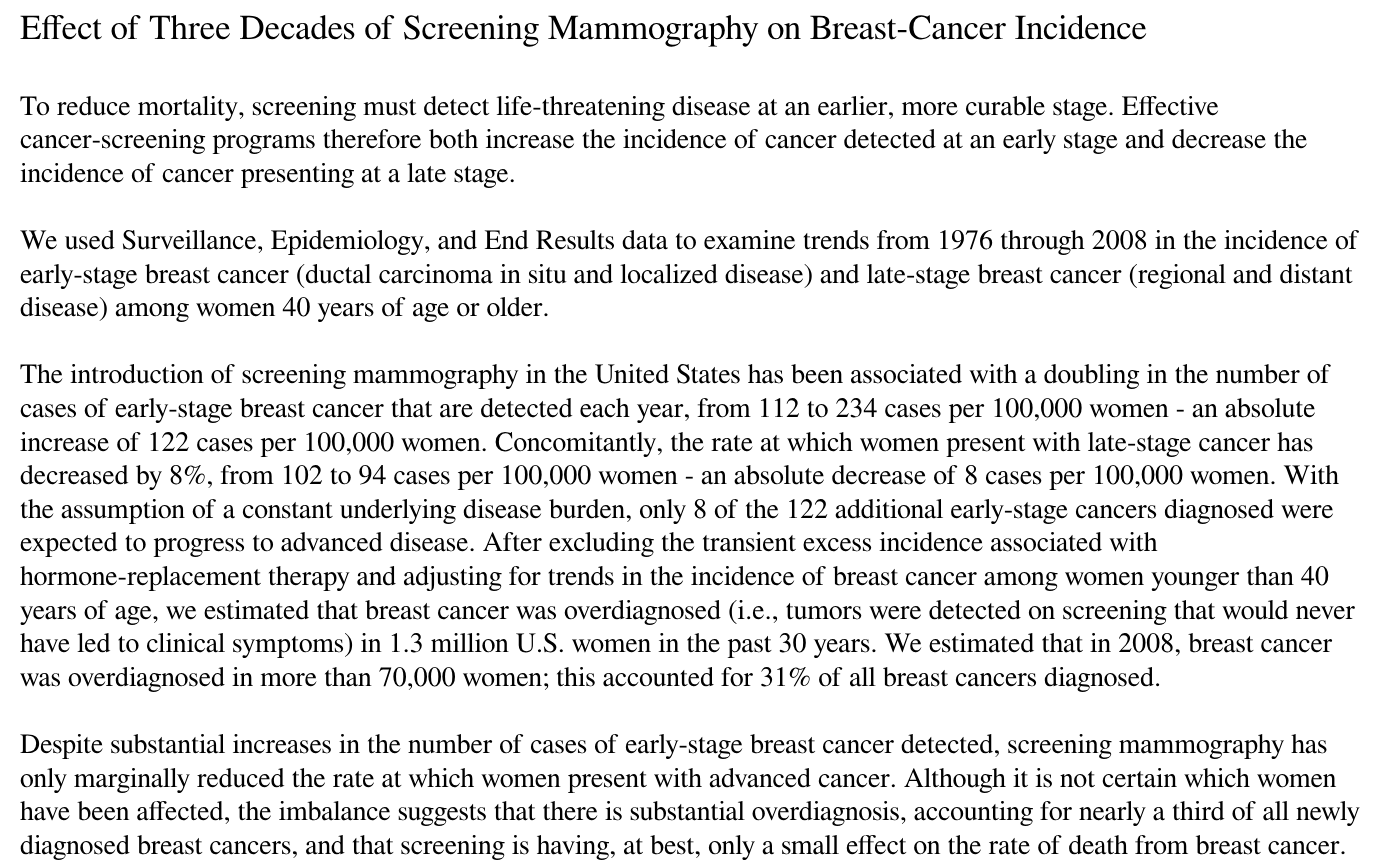 Effect of Three Decades of Screening Mammography on Breast-Cancer Incidence
To reduce mortality, screening must detect life-threatening disease at an earlier, more curable stage. Effective
cancer-screening programs therefore both increase the incidence of cancer detected at an early stage and decrease the
incidence of cancer presenting at a late stage.
We used Surveillance, Epidemiology, and End Results data to examine trends from 1976 through 2008 in the incidence of
early-stage breast cancer (ductal carcinoma in situ and localized disease) and late-stage breast cancer (regional and distant
disease) among women 40 years of age or older.
The introduction of screening mammography in the United States has been associated with a doubling in the number of
cases of early-stage breast cancer that are detected each year, from 112 to 234 cases per 100,000 women - an absolute
increase of 122 cases per 100,000 women. Concomitantly, the rate at which women present with late-stage cancer has
decreased by 8%, from 102 to 94 cases per 100,000 women - an absolute decrease of 8 cases per 100,000 women. With
the assumption of a constant underlying disease burden, only 8 of the 122 additional early-stage cancers diagnosed were
expected to progress to advanced disease. After excluding the transient excess incidence associated with
hormone-replacement therapy and adjusting for trends in the incidence of breast cancer among women younger than 40
years of age, we estimated that breast cancer was overdiagnosed (i.e., tumors were detected on screening that would never
have led to clinical symptoms) in 1.3 million U.S. women in the past 30 years. We estimated that in 2008, breast cancer
was overdiagnosed in more than 70,000 women; this accounted for 31% of all breast cancers diagnosed.
Despite substantial increases in the number of cases of early-stage breast cancer detected, screening mammography has
only marginally reduced the rate at which women present with advanced cancer. Although it is not certain which women
have been affected, the imbalance suggests that there is substantial overdiagnosis, accounting for nearly a third of all newly
diagnosed breast cancers, and that screening is having, at best, only a small effect on the rate of death from breast cancer.